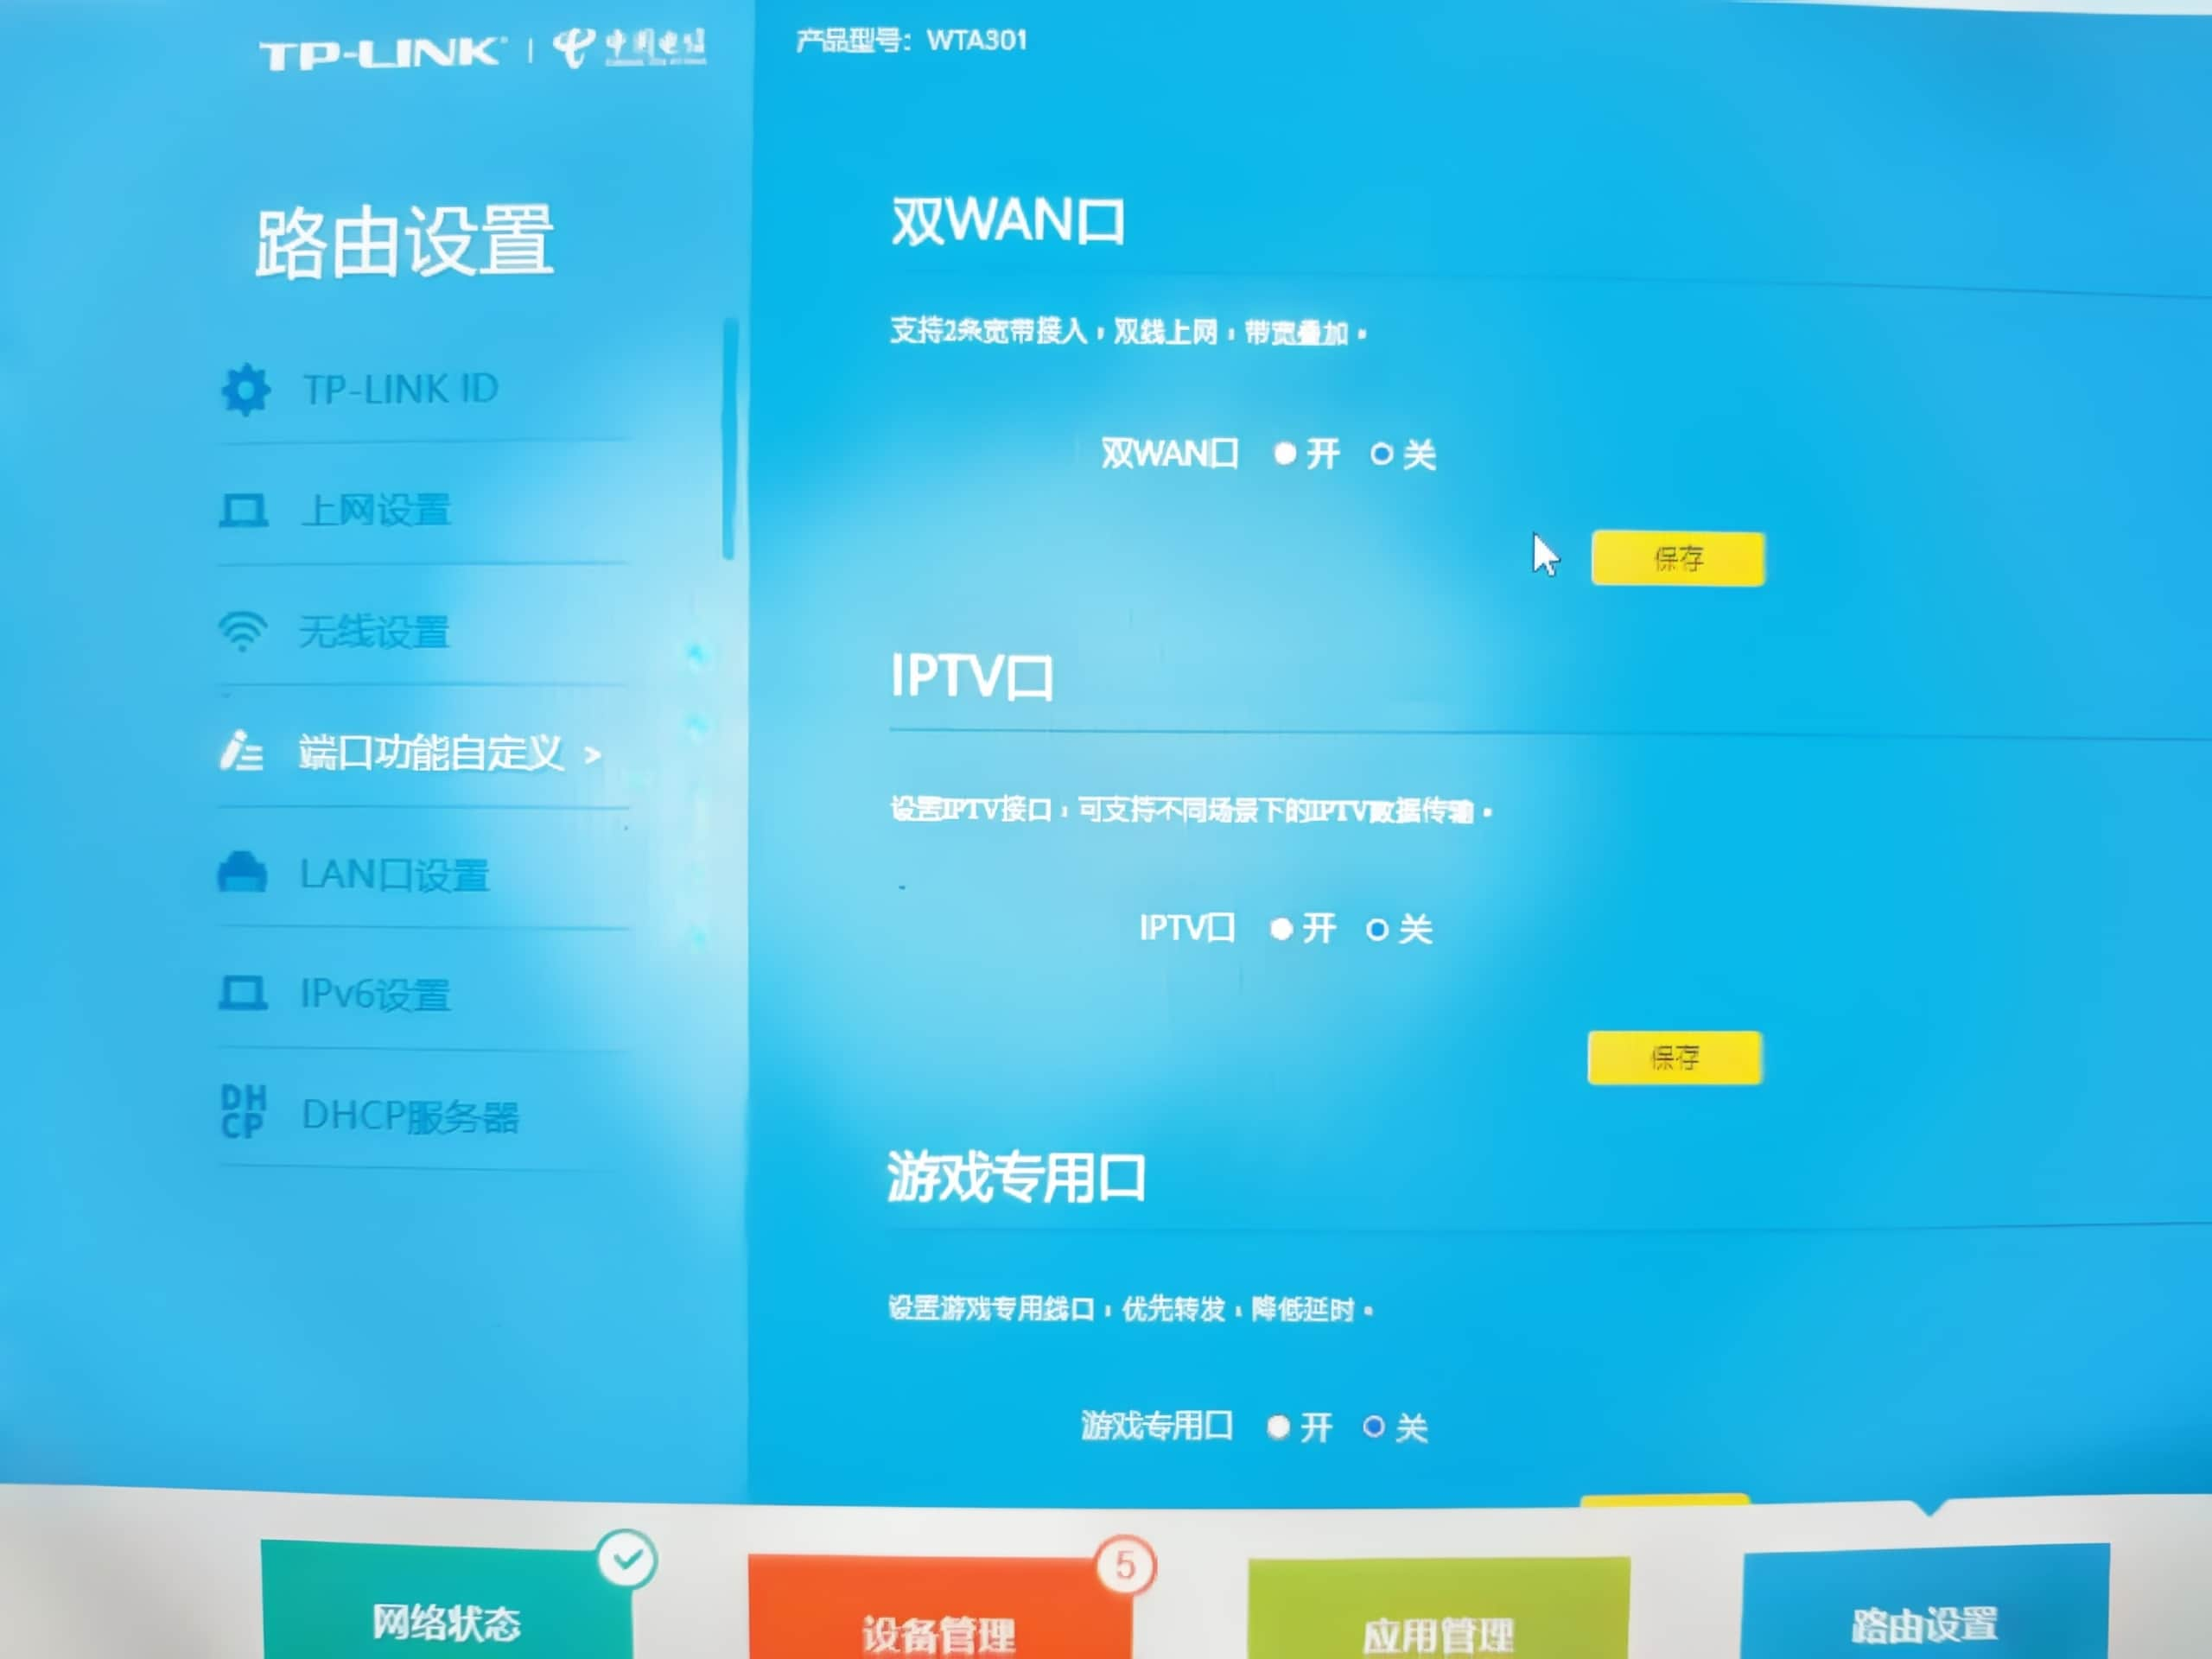 TP-LINK | 中国电信
产品型号：WTA301
路由设置
TP-LINK ID
上网设置
无线设置
端口功能自定义 >
LAN口设置
IPv6设置
DHCP DHCP服务器
双WAN口
支持2条宽带接入，双线上网，带宽叠加。
双WAN口 开 关
保存
IPTV口
设置IPTV接口，可支持不同场景下的IPTV数据传输。
IPTV口 开 关
保存
游戏专用口
设置游戏专用线口，优先转发，降低延时。
游戏专用口 开 关
网络状态
5
设备管理
应用管理
路由设置